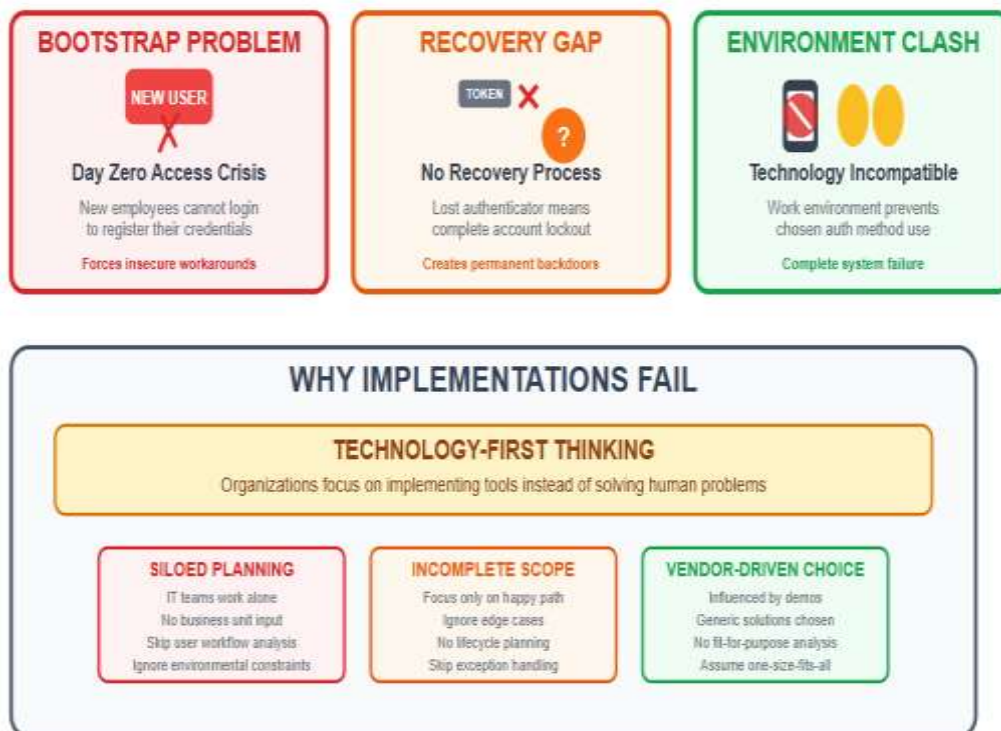 BOOTSTRAP PROBLEM
NEW USER
Day Zero Access Crisis
New employees cannot login
to register their credentials
Forces insecure workarounds
RECOVERY GAP
TOKEN
?
No Recovery Process
Lost authenticator means
complete account lockout
Creates permanent backdoors
ENVIRONMENT CLASH
Technology Incompatible
Work environment prevents
chosen auth method use
Complete system failure
WHY IMPLEMENTATIONS FAIL
TECHNOLOGY-FIRST THINKING
Organizations focus on implementing tools instead of solving human problems
SILOED PLANNING
IT teams work alone
No business unit input
Skip user workflow analysis
Ignore environmental constraints
INCOMPLETE SCOPE
Focus only on happy path
Ignore edge cases
No lifecycle planning
Skip exception handling
VENDOR-DRIVEN CHOICE
Influenced by demos
Generic solutions chosen
No fit-for-purpose analysis
Assume one-size-fits-all